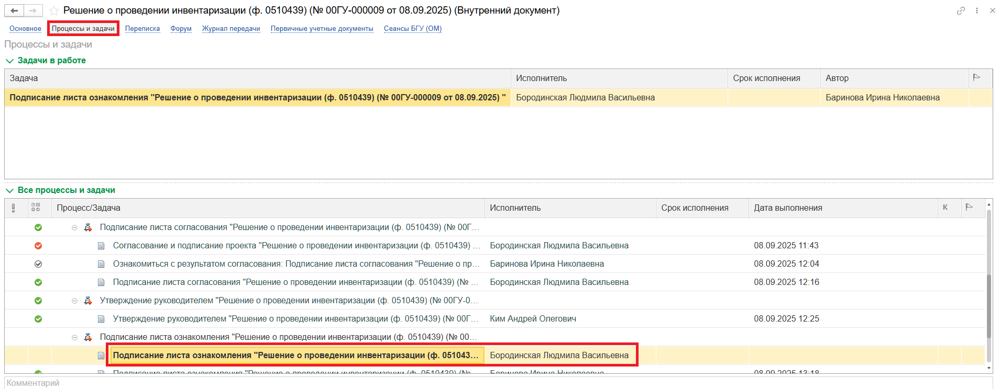 Решение о проведении инвентаризации (ф. 0510439) (№ 00ГУ-000009 от 08.09.2025) (Внутренний документ)
Основное Процессы и задачи Переписка Форум Журнал передачи Первичные учетные документы Сеансы БГУ (ОМ)
Процессы и задачи
Задачи в работе
Задача Исполнитель Срок исполнения Автор
Подписание листа ознакомления "Решение о проведении инвентаризации (ф. 0510439) (№ 00ГУ-000009 от 08.09.2025) " Бородинская Людмила Васильевна Баринова Ирина Николаевна
Все процессы и задачи
Процесс/Задача Исполнитель Срок исполнения Дата выполнения К
Подписание листа согласования "Решение о проведении инвентаризации (ф. 0510439) (№ 00Г...
Согласование и подписание проекта "Решение о проведении инвентаризации (ф. 0510439) ... Бородинская Людмила Васильевна 08.09.2025 11:43
Ознакомиться с результатом согласования: Подписание листа согласования "Решение о пр... Баринова Ирина Николаевна 08.09.2025 12:04
Подписание листа согласования "Решение о проведении инвентаризации (ф. 0510439) (№ ... Бородинская Людмила Васильевна 08.09.2025 12:16
Утверждение руководителем "Решение о проведении инвентаризации (ф. 0510439) (№ 00ГУ-0...
Утверждение руководителем "Решение о проведении инвентаризации (ф. 0510439) (№ 00Г... Ким Андрей Олегович 08.09.2025 12:25
Подписание листа ознакомления "Решение о проведении инвентаризации (ф. 0510439) (№ 00...
Подписание листа ознакомления "Решение о проведении инвентаризации (ф. 051043... Бородинская Людмила Васильевна
Подписание листа ознакомления "Решение о проведении инвентаризации (ф. 0510439) (№ Баринова Ирина Николаевна 08.09.2025 13:18
Комментарий